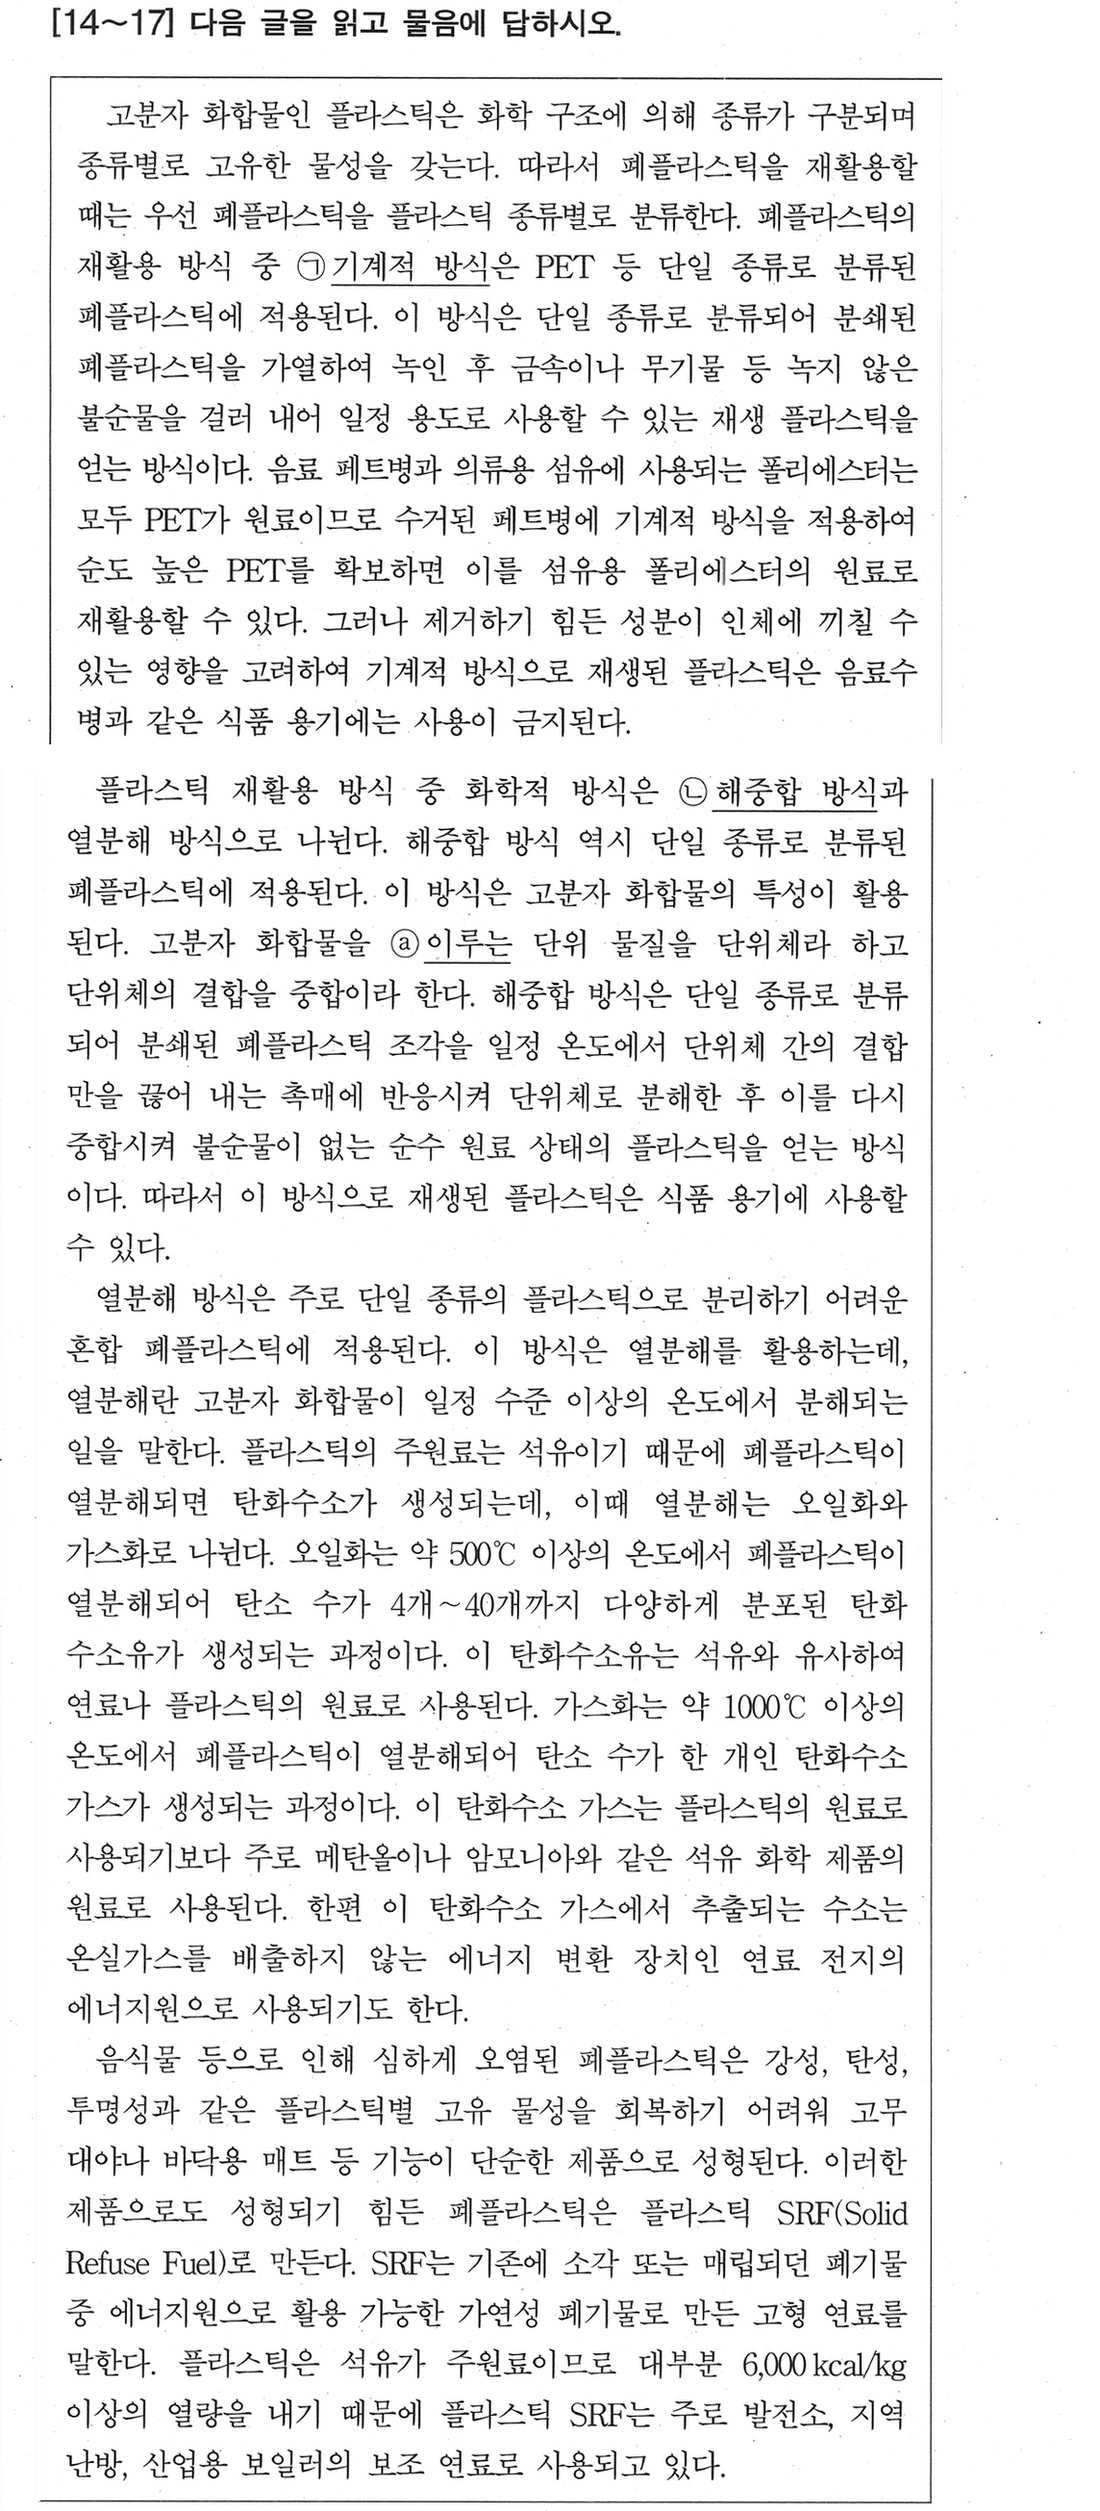 [14~17] 다음 글을 읽고 물음에 답하시오.
고분자 화합물인 플라스틱은 화학 구조에 의해 종류가 구분되며
종류별로 고유한 물성을 갖는다. 따라서 폐플라스틱을 재활용할
때는 우선 폐플라스틱을 플라스틱 종류별로 분류한다. 폐플라스틱의
재활용 방식 중 ㉠기계적 방식은 PET 등 단일 종류로 분류된
폐플라스틱에 적용된다. 이 방식은 단일 종류로 분류되어 분쇄된
폐플라스틱을 가열하여 녹인 후 금속이나 무기물 등 녹지 않은
불순물을 걸러 내어 일정 용도로 사용할 수 있는 재생 플라스틱을
얻는 방식이다. 음료 페트병과 의류용 섬유에 사용되는 폴리에스터는
모두 PET가 원료이므로 수거된 페트병에 기계적 방식을 적용하여
순도 높은 PET를 확보하면 이를 섬유용 폴리에스터의 원료로
재활용할 수 있다. 그러나 제거하기 힘든 성분이 인체에 끼칠 수
있는 영향을 고려하여 기계적 방식으로 재생된 플라스틱은 음료수
병과 같은 식품 용기에는 사용이 금지된다.
플라스틱 재활용 방식 중 화학적 방식은 ㉡해중합 방식과
열분해 방식으로 나뉜다. 해중합 방식 역시 단일 종류로 분류된
폐플라스틱에 적용된다. 이 방식은 고분자 화합물의 특성이 활용
된다. 고분자 화합물을 ⓐ이루는 단위 물질을 단위체라 하고
단위체의 결합을 중합이라 한다. 해중합 방식은 단일 종류로 분류
되어 분쇄된 폐플라스틱 조각을 일정 온도에서 단위체 간의 결합
만을 끊어 내는 촉매에 반응시켜 단위체로 분해한 후 이를 다시
중합시켜 불순물이 없는 순수 원료 상태의 플라스틱을 얻는 방식
이다. 따라서 이 방식으로 재생된 플라스틱은 식품 용기에 사용할
수 있다.
열분해 방식은 주로 단일 종류의 플라스틱으로 분리하기 어려운
혼합 폐플라스틱에 적용된다. 이 방식은 열분해를 활용하는데,
열분해란 고분자 화합물이 일정 수준 이상의 온도에서 분해되는
일을 말한다. 플라스틱의 주원료는 석유이기 때문에 폐플라스틱이
열분해되면 탄화수소가 생성되는데, 이때 열분해는 오일화와
가스화로 나뉜다. 오일화는 약 500℃ 이상의 온도에서 폐플라스틱이
열분해되어 탄소 수가 4개~40개까지 다양하게 분포된 탄화
수소유가 생성되는 과정이다. 이 탄화수소유는 석유와 유사하여
연료나 플라스틱의 원료로 사용된다. 가스화는 약 1000℃ 이상의
온도에서 폐플라스틱이 열분해되어 탄소 수가 한 개인 탄화수소
가스가 생성되는 과정이다. 이 탄화수소 가스는 플라스틱의 원료로
사용되기보다 주로 메탄올이나 암모니아와 같은 석유 화학 제품의
원료로 사용된다. 한편 이 탄화수소 가스에서 추출되는 수소는
온실가스를 배출하지 않는 에너지 변환 장치인 연료 전지의
에너지원으로 사용되기도 한다.
음식물 등으로 인해 심하게 오염된 폐플라스틱은 강성, 탄성,
투명성과 같은 플라스틱별 고유 물성을 회복하기 어려워 고무
대야나 바닥용 매트 등 기능이 단순한 제품으로 성형된다. 이러한
제품으로도 성형되기 힘든 폐플라스틱은 플라스틱 SRF(Solid
Refuse Fuel)로 만든다. SRF는 기존에 소각 또는 매립되던 폐기물
중 에너지원으로 활용 가능한 가연성 폐기물로 만든 고형 연료를
말한다. 플라스틱은 석유가 주원료이므로 대부분 6,000 kcal/kg
이상의 열량을 내기 때문에 플라스틱 SRF는 주로 발전소, 지역
난방, 산업용 보일러의 보조 연료로 사용되고 있다.